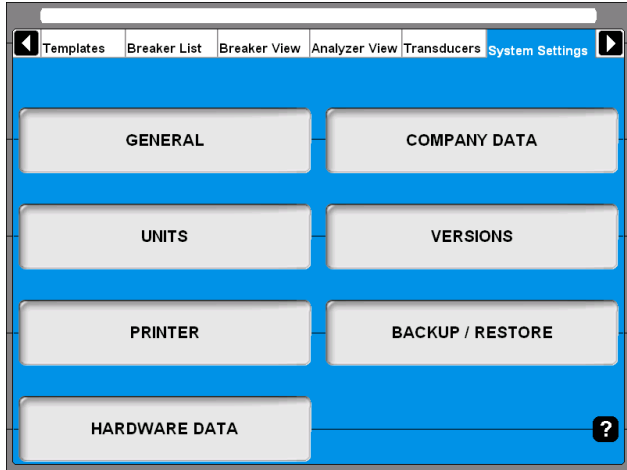 Templates Breaker List Breaker View Analyzer View Transducers System Settings
GENERAL COMPANY DATA
UNITS VERSIONS
PRINTER BACKUP / RESTORE
HARDWARE DATA ?